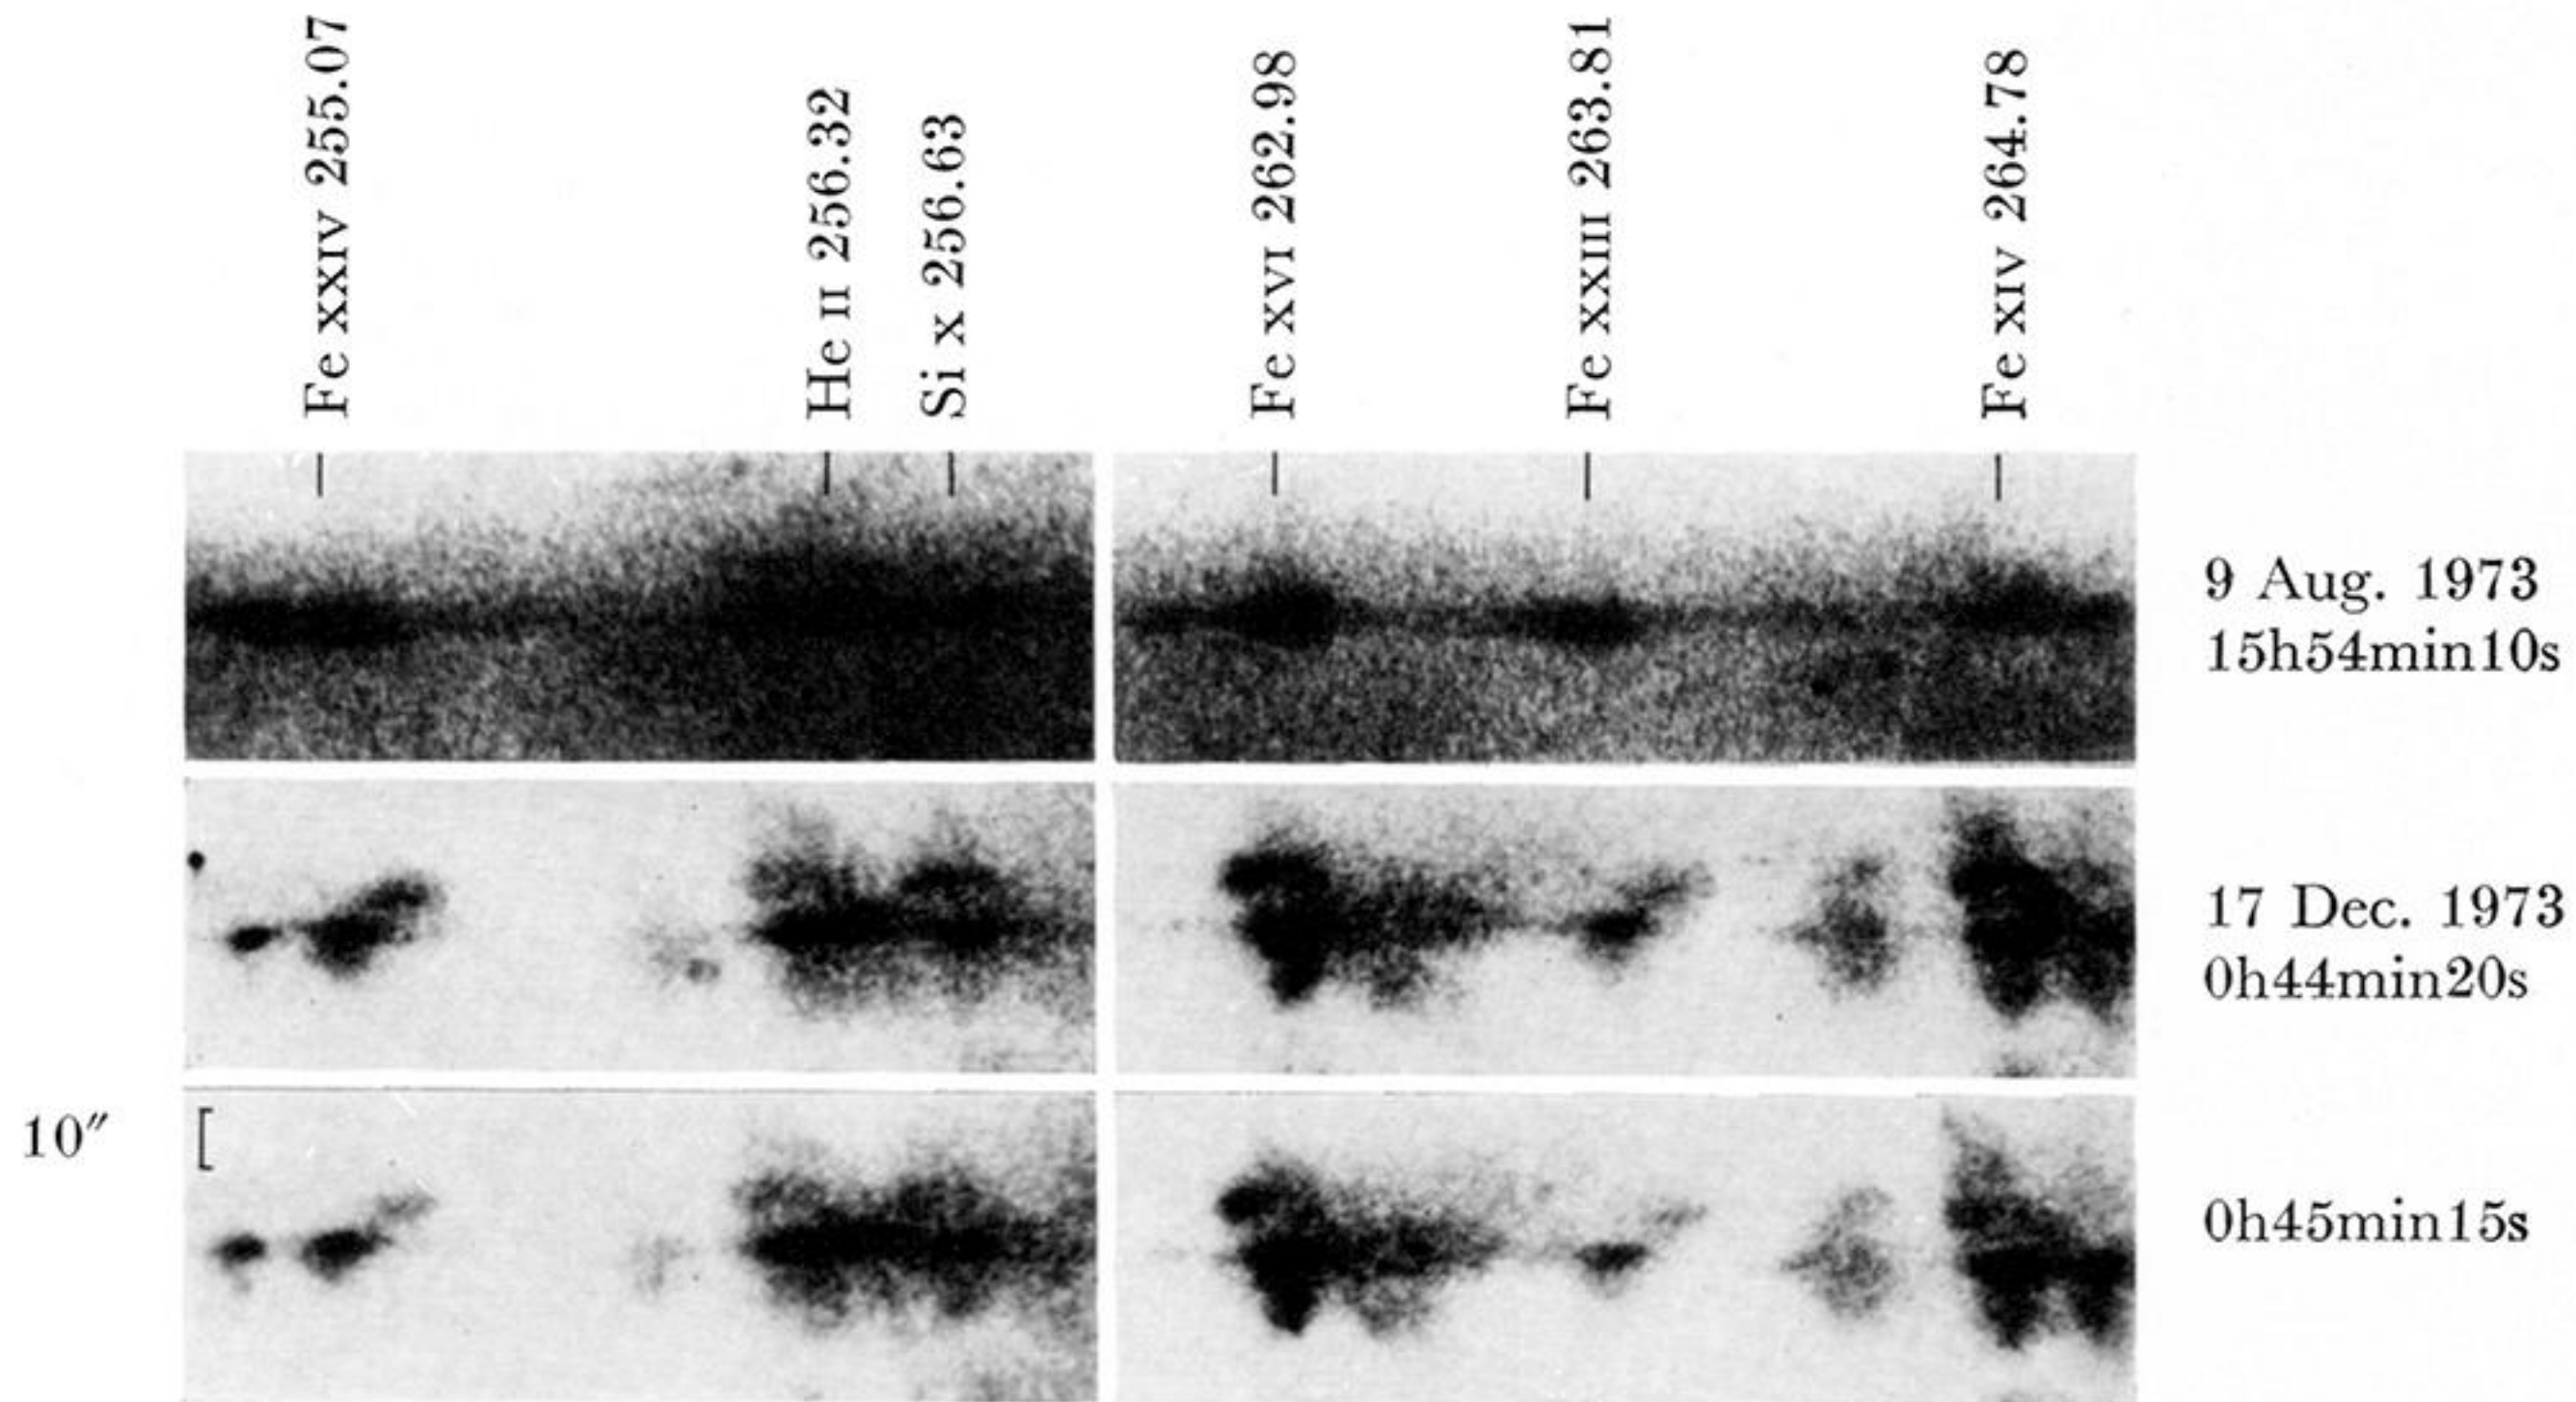 Fe XXIV 255.07
He II 256.32
Si X 256.63
Fe XVI 262.98
Fe XXIII 263.81
Fe XIV 264.78
9 Aug. 1973
15h54min10s
17 Dec. 1973
0h44min20s
10″
0h45min15s